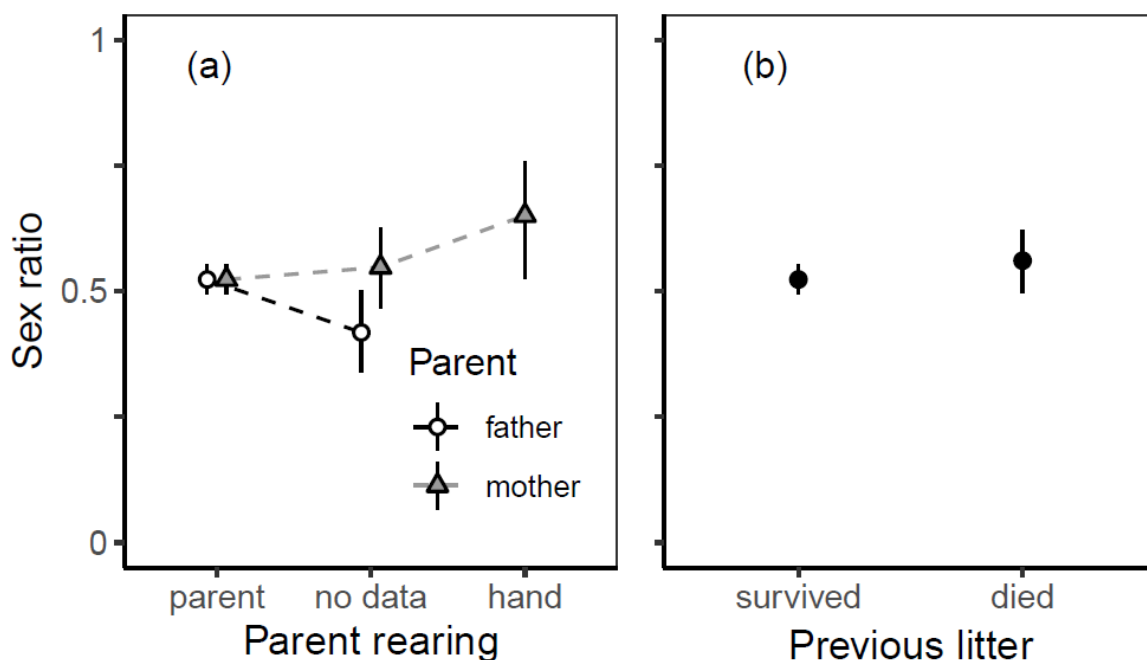 (a)
(b)
Sex ratio
1
0.5
0
Parent
father
mother
parent no data hand
Parent rearing
survived died
Previous litter